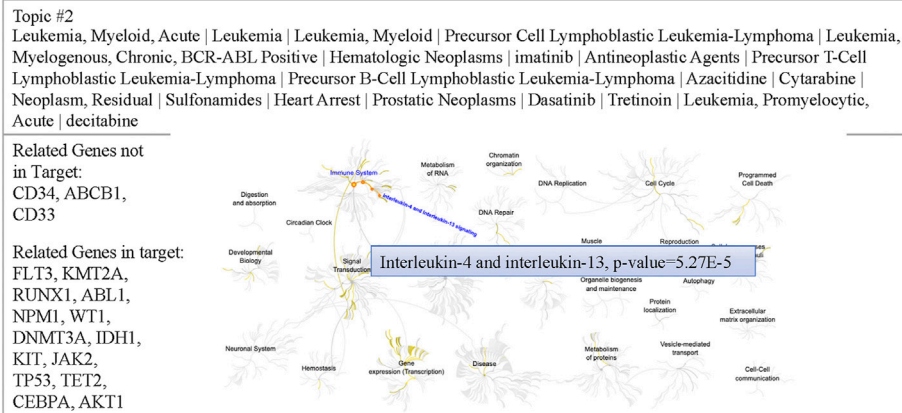 Topic #2
Leukemia, Myeloid, Acute | Leukemia | Leukemia, Myeloid | Precursor Cell Lymphoblastic Leukemia-Lymphoma | Leukemia,
Myelogenous, Chronic, BCR-ABL Positive | Hematologic Neoplasms | imatinib | Antineoplastic Agents | Precursor T-Cell
Lymphoblastic Leukemia-Lymphoma | Precursor B-Cell Lymphoblastic Leukemia-Lymphoma | Azacitidine | Cytarabine |
Neoplasm, Residual | Sulfonamides | Heart Arrest | Prostatic Neoplasms | Dasatinib | Tretinoin | Leukemia, Promyelocytic,
Acute | decitabine
Related Genes not
in Target:
CD34, ABCB1,
CD33
Related Genes in target:
FLT3, KMT2A,
RUNX1, ABL1,
NPM1, WT1,
DNMT3A, IDH1,
KIT, JAK2,
TP53, TET2,
CEBPA, AKT1
Immune System
Metabolism
of RNA
Chromatin
organization
DNA Replication
Cell Cycle
Programmed
Cell Death
Digestion
and absorption
Interleukin-4 and Interleukin-13 signaling
Circadian Clock
DNA Repair
Developmental
Biology
Signal
Transduction
Muscle
Reproduction
Interleukin-4 and interleukin-13, p-value=5.27E-5
Organelle biogenesis
and maintenance
Autophagy
Protein
localization
Extracellular
matrix organization
Neuronal System
Hemostasis
Gene
expression (Transcription)
Disease
Metabolism
of proteins
Vesicle-mediated
transport
Cell-Cell
communication